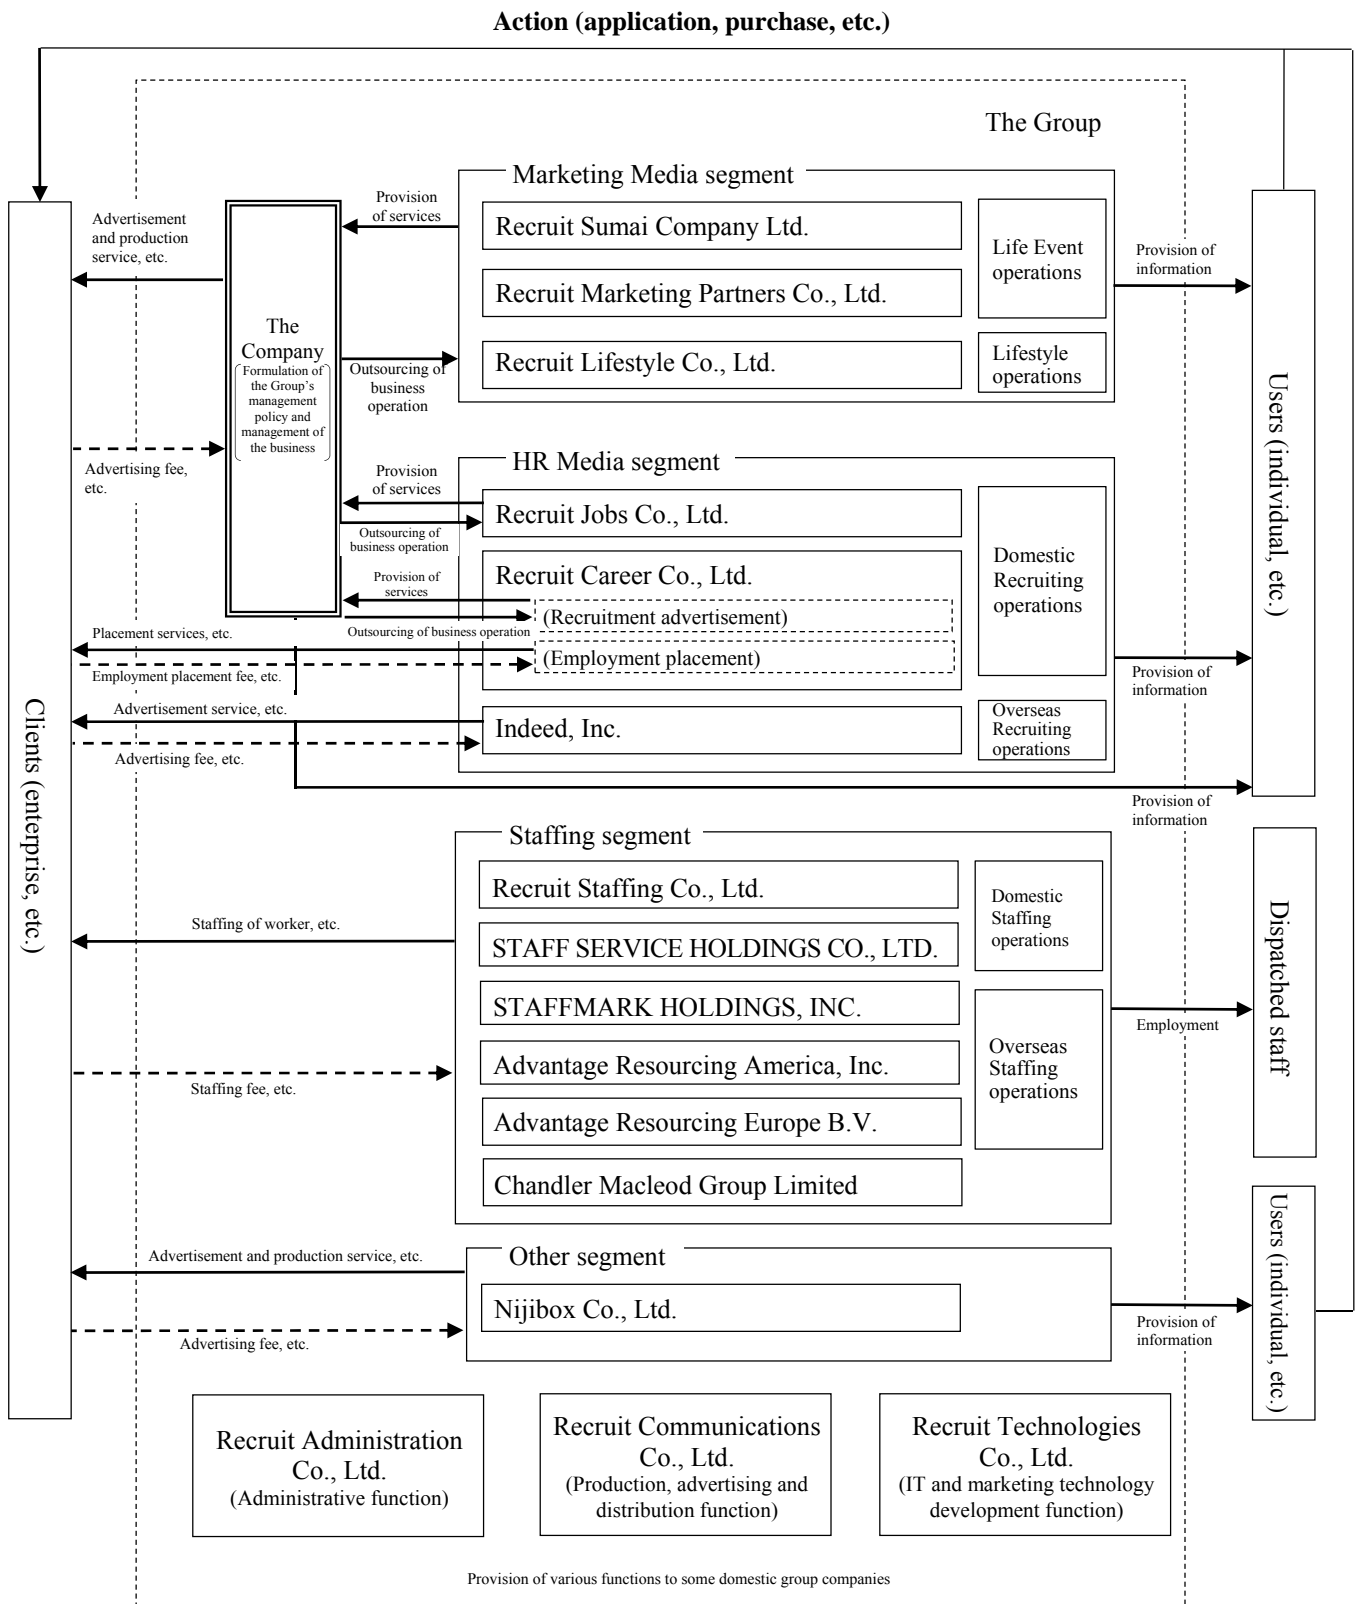 Action (application, purchase, etc.)
The Group
Marketing Media segment
Provision
of services
Advertisement
and production
service, etc.
Recruit Sumai Company Ltd.
Life Event
operations
Provision of
information
Recruit Marketing Partners Co., Ltd.
The
Company
Formulation of
the Group's
management
policy and
management of
the business
Outsourcing of
business
operation
Recruit Lifestyle Co., Ltd.
Lifestyle
operations
Users (individual, etc.)
Advertising fee,
etc.
HR Media segment
Provision
of services
Recruit Jobs Co., Ltd.
Outsourcing of
business operation
Domestic
Recruiting
operations
Recruit Career Co., Ltd.
Provision of
services
(Recruitment advertisement)
Placement services, etc.
Outsourcing of business operation
(Employment placement)
Employment placement fee, etc.
Provision of
information
Clients (enterprise, etc.)
Advertisement service, etc.
Indeed, Inc.
Overseas
Recruiting
operations
Advertising fee, etc.
Provision of
information
Staffing segment
Recruit Staffing Co., Ltd.
Domestic
Staffing
operations
Staffing of worker, etc.
STAFF SERVICE HOLDINGS CO., LTD.
Dispatched staff
STAFFMARK HOLDINGS, INC.
Employment
Overseas
Staffing
operations
Advantage Resourcing America, Inc.
Staffing fee, etc.
Advantage Resourcing Europe B.V.
Chandler Macleod Group Limited
Users (individual, etc.)
Advertisement and production service, etc.
Other segment
Nijibox Co., Ltd.
Provision of
information
Advertising fee, etc.
Recruit Administration
Co., Ltd.
(Administrative function)
Recruit Communications
Co., Ltd.
(Production, advertising and
distribution function)
Recruit Technologies
Co., Ltd.
(IT and marketing technology
development function)
Provision of various functions to some domestic group companies